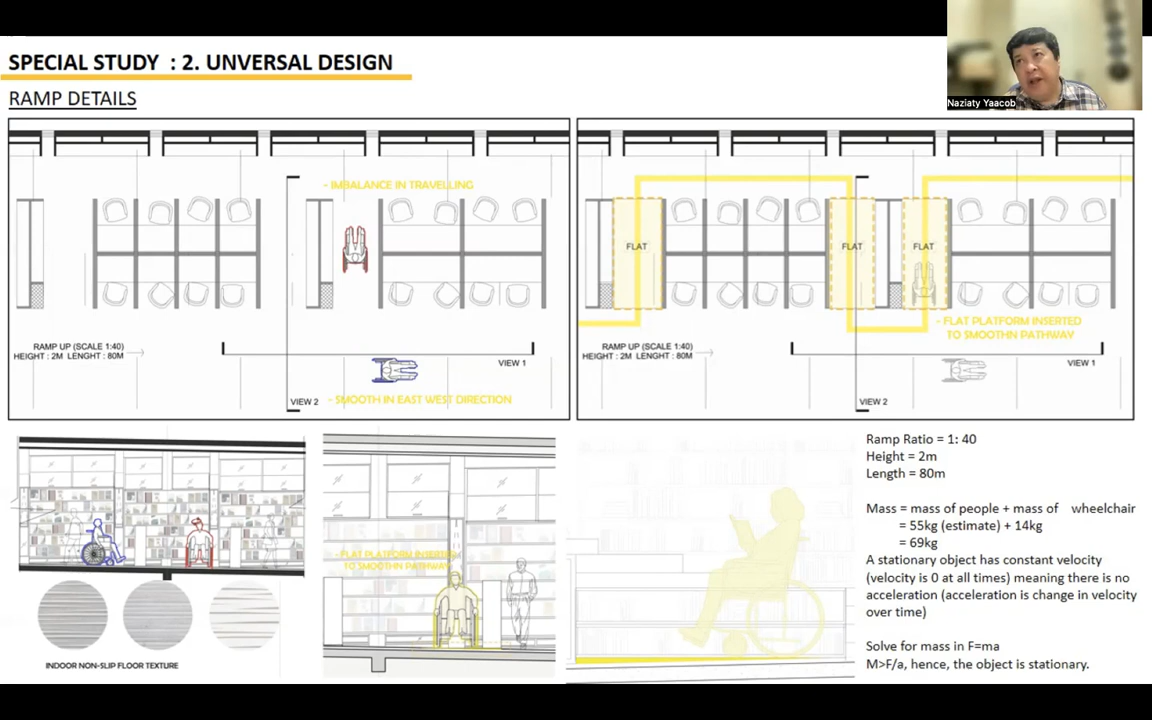 SPECIAL STUDY : 2. UNVERSAL DESIGN
Naziaty Yaacob
RAMP DETAILS
- IMBALANCE IN TRAVELLING
RAMP UP (SCALE 1:40)
HEIGHT : 2M LENGHT : 80M
VIEW 1
VIEW 2
- SMOOTH IN EAST WEST DIRECTION
FLAT
FLAT
FLAT
- FLAT PLATFORM INSERTED
TO SMOOTHN PATHWAY
RAMP UP (SCALE 1:40)
HEIGHT : 2M LENGHT : 80M
VIEW 1
VIEW 2
INDOOR NON-SLIP FLOOR TEXTURE
- FLAT PLATFORM INSERTED
TO SMOOTHN PATHWAY
Ramp Ratio = 1: 40
Height = 2m
Length = 80m
Mass = mass of people + mass of wheelchair
= 55kg (estimate) + 14kg
= 69kg
A stationary object has constant velocity
(velocity is 0 at all times) meaning there is no
acceleration (acceleration is change in velocity
over time)
Solve for mass in F=ma
M>F/a, hence, the object is stationary.